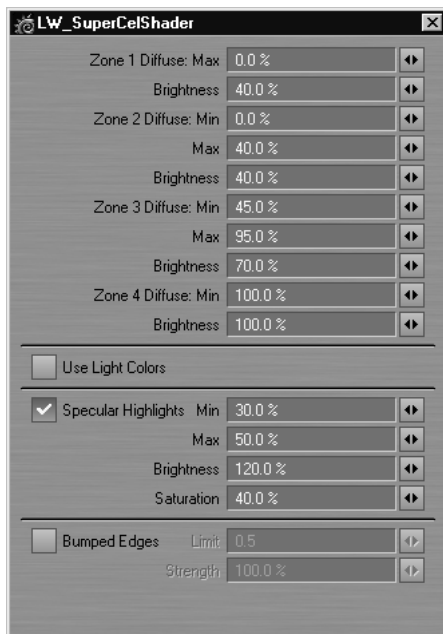 LW_SuperCelShader
Zone 1 Diffuse: Max 0.0 %
Brightness 40.0 %
Zone 2 Diffuse: Min 0.0 %
Max 40.0 %
Brightness 40.0 %
Zone 3 Diffuse: Min 45.0 %
Max 95.0 %
Brightness 70.0 %
Zone 4 Diffuse: Min 100.0 %
Brightness 100.0 %
Use Light Colors
Specular Highlights Min 30.0 %
Max 50.0 %
Brightness 120.0 %
Saturation 40.0 %
Bumped Edges Limit 0.5
Strength 100.0 %